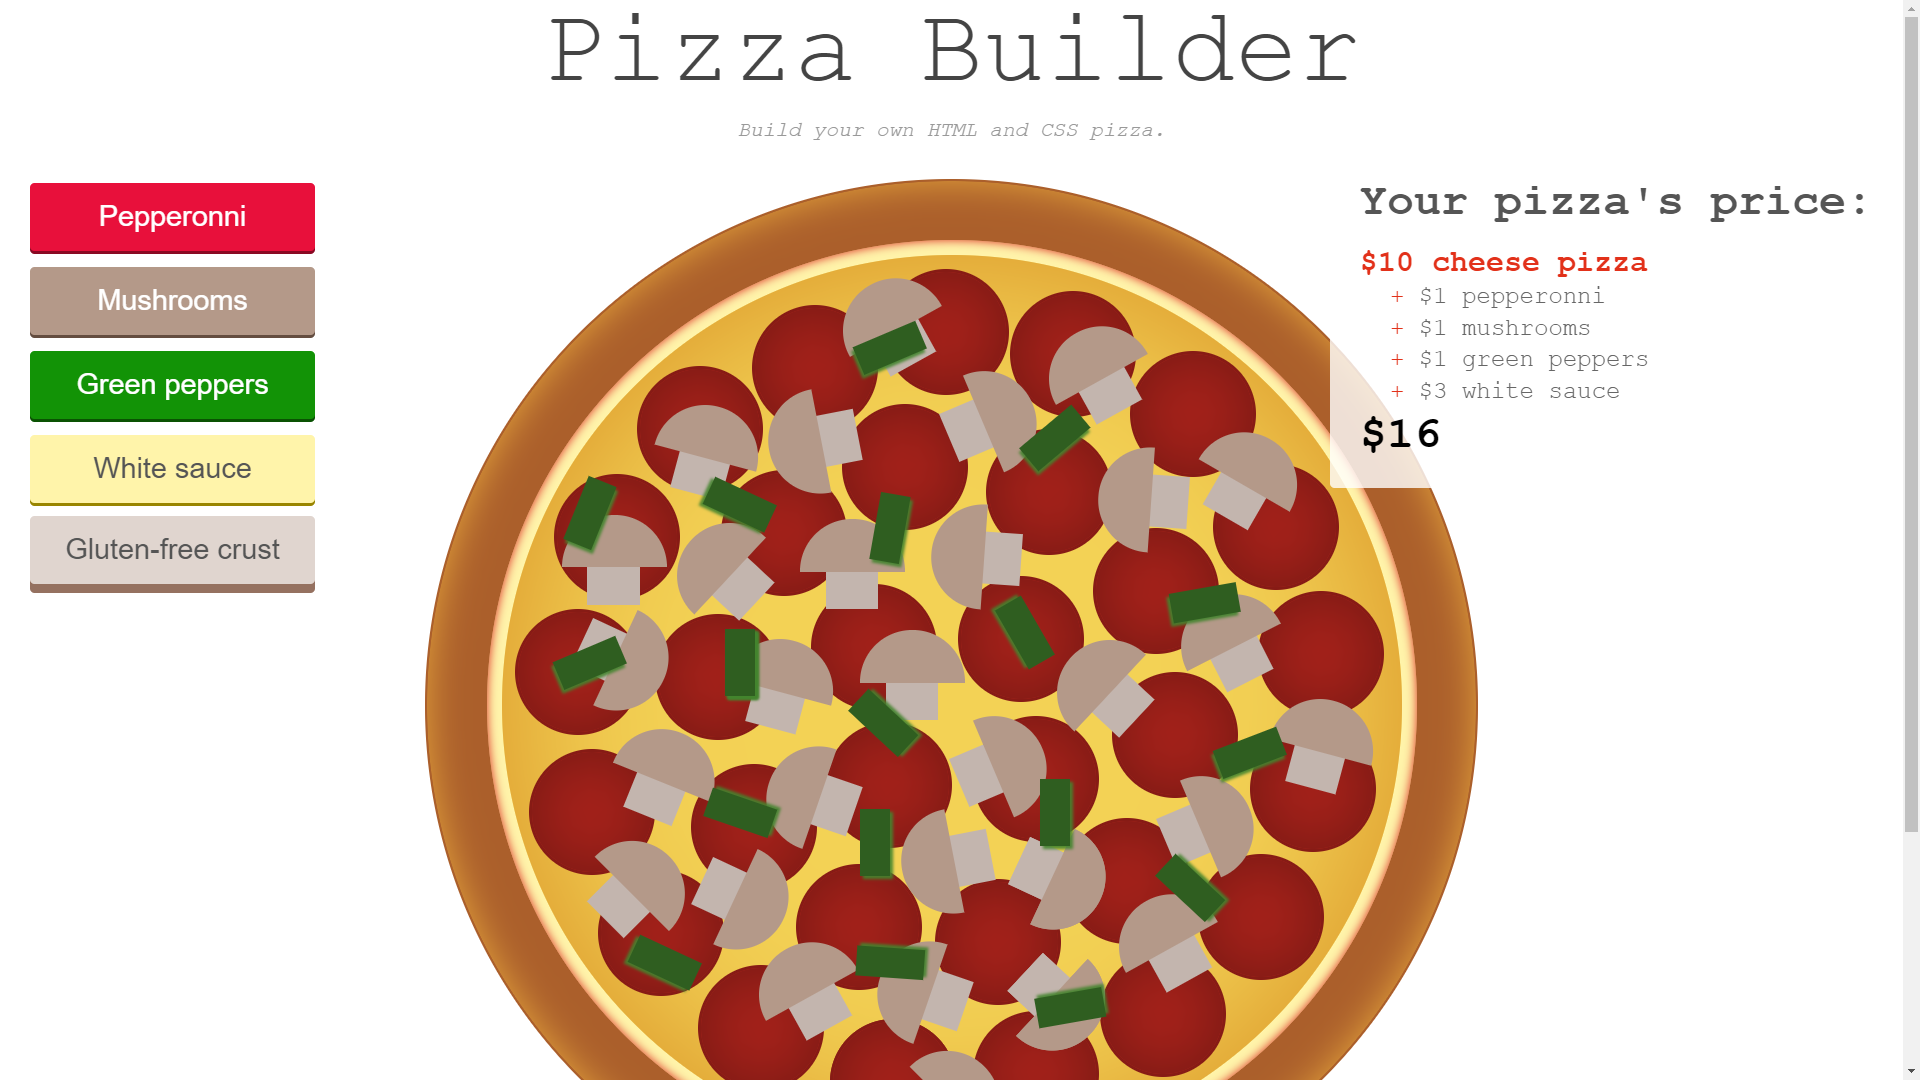 Pizza Builder
Build your own HTML and CSS pizza.
Pepperonni
Mushrooms
Green peppers
White sauce
Gluten-free crust
Your pizza's price:
$10 cheese pizza
+ $1 pepperonni
+ $1 mushrooms
+ $1 green peppers
+ $3 white sauce
$16